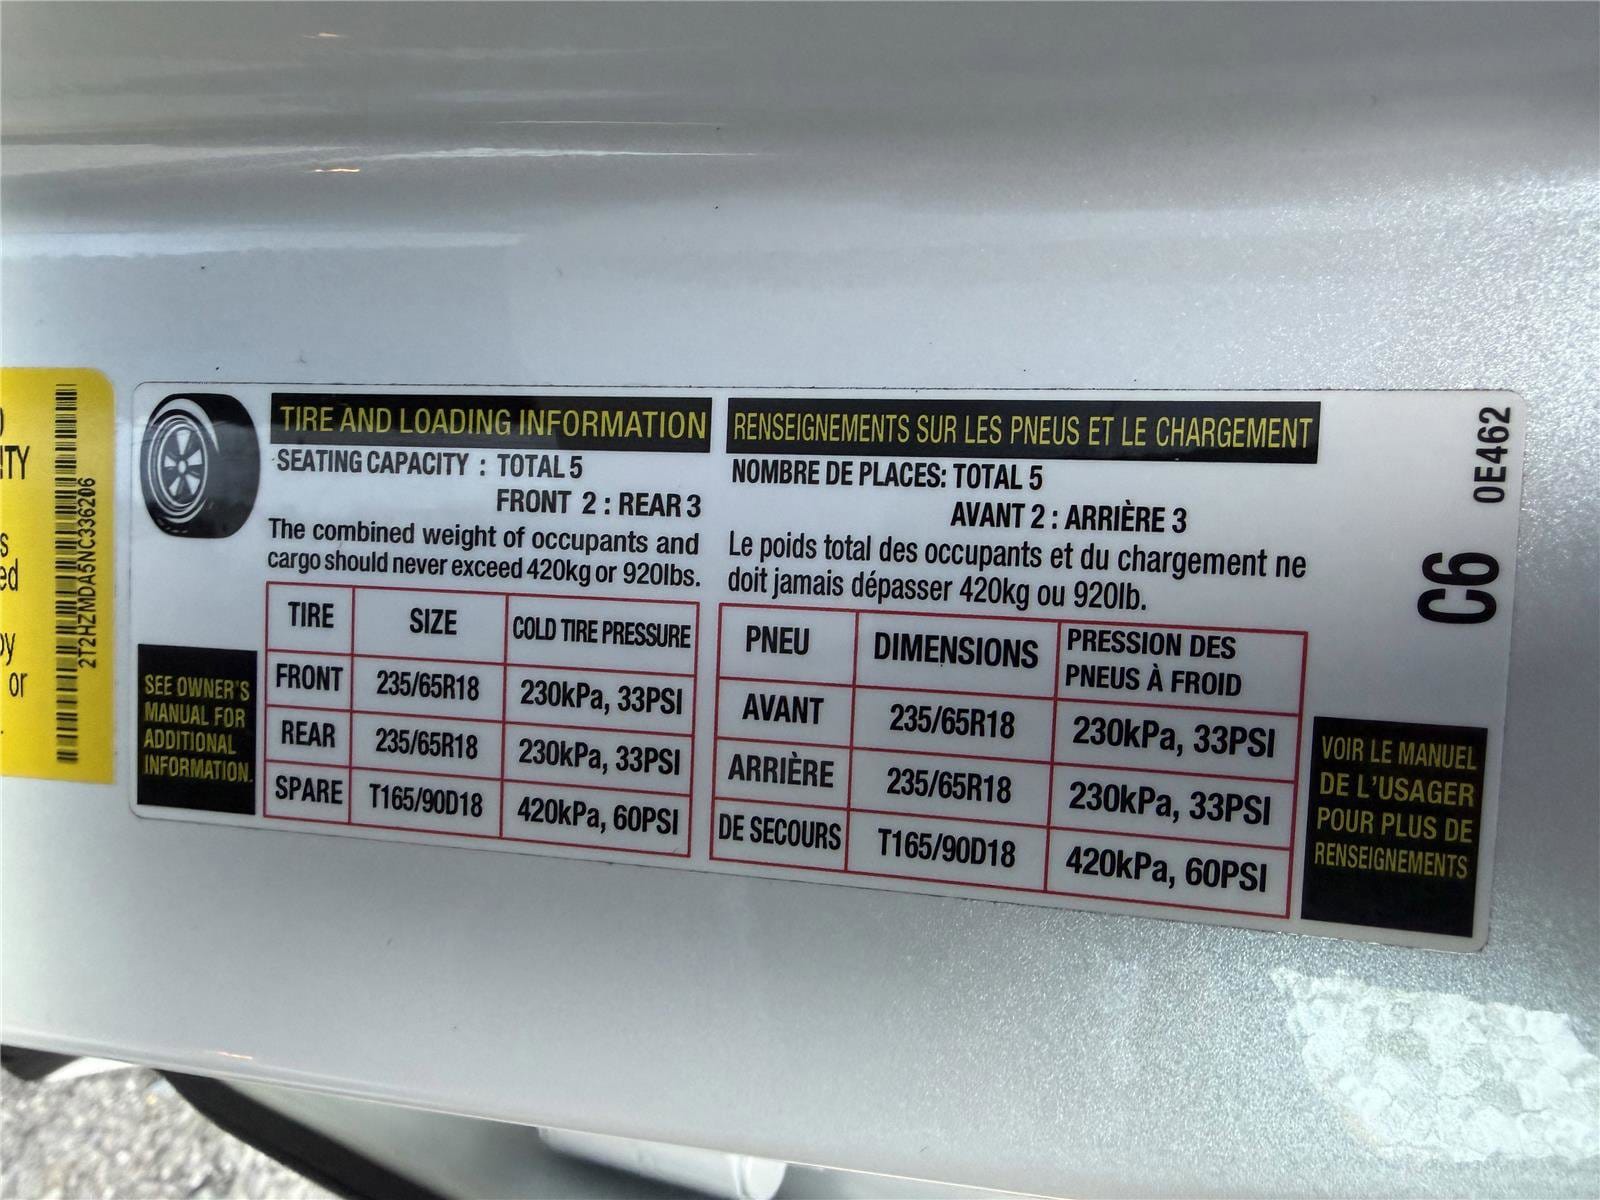 )
ITY
s
ed
by
or
2T2HZMDA5NC336206
TIRE AND LOADING INFORMATION
SEATING CAPACITY : TOTAL 5
FRONT 2 : REAR 3
The combined weight of occupants and
cargo should never exceed 420kg or 920lbs.
TIRE SIZE COLD TIRE PRESSURE
FRONT 235/65R18 230kPa, 33PSI
REAR 235/65R18 230kPa, 33PSI
SPARE T165/90D18 420kPa, 60PSI
SEE OWNER'S
MANUAL FOR
ADDITIONAL
INFORMATION.
RENSEIGNEMENTS SUR LES PNEUS ET LE CHARGEMENT
NOMBRE DE PLACES: TOTAL 5
AVANT 2 : ARRIÈRE 3
Le poids total des occupants et du chargement ne
doit jamais dépasser 420kg ou 920lb.
PNEU DIMENSIONS PRESSION DES
PNEUS À FROID
AVANT 235/65R18 230kPa, 33PSI
ARRIÈRE 235/65R18 230kPa, 33PSI
DE SECOURS T165/90D18 420kPa, 60PSI
VOIR LE MANUEL
DE L'USAGER
POUR PLUS DE
RENSEIGNEMENTS
C6
0E462